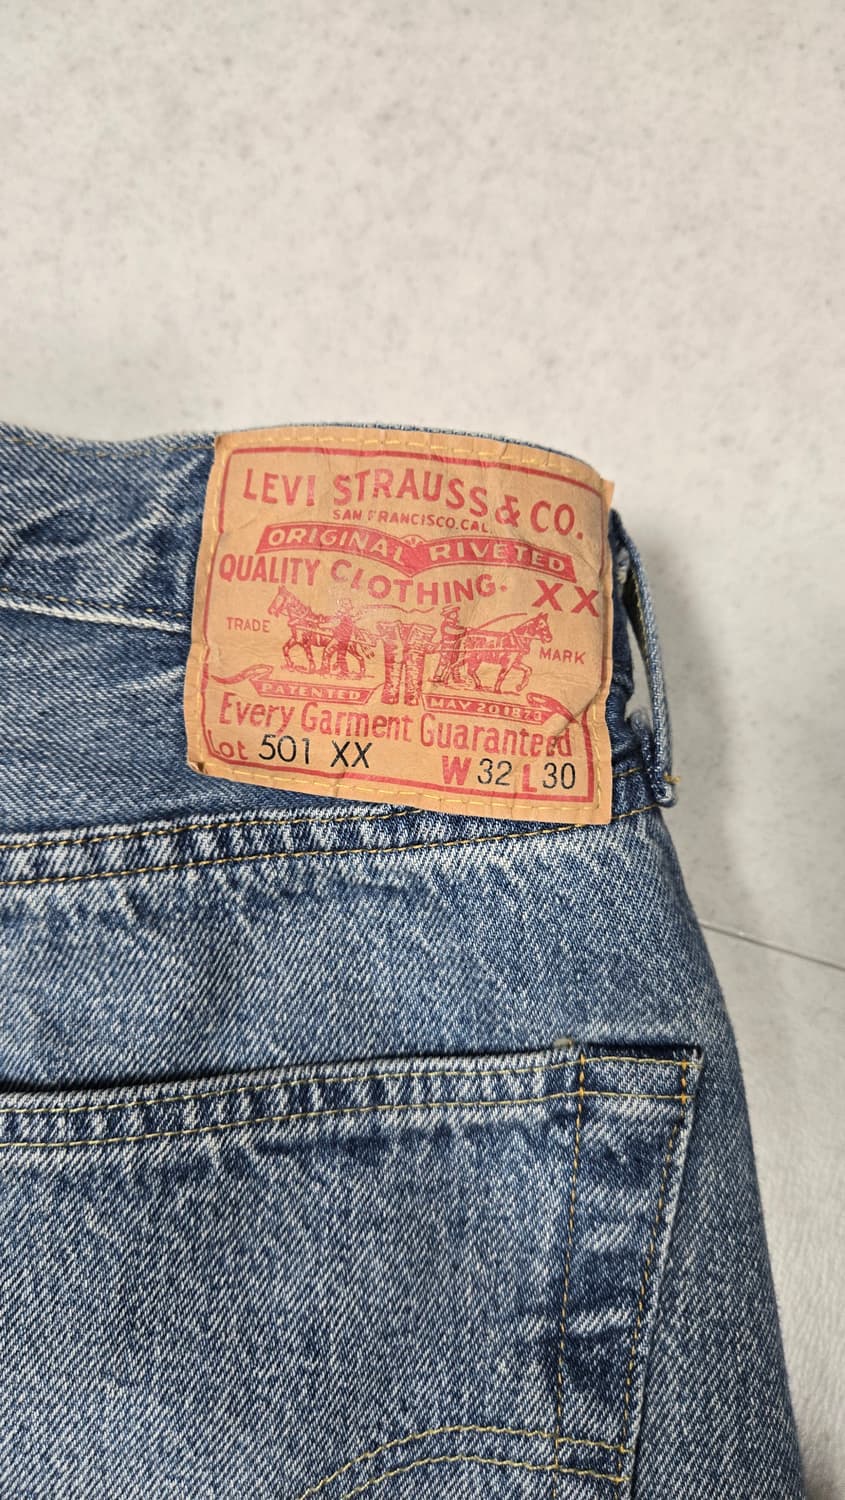 LEVI STRAUSS & CO.
SAN FRANCISCO.CAL.
ORIGINAL RIVETED
QUALITY CLOTHING. XX
TRADE MARK
PATENTED MAY 20 1873
Every Garment Guaranteed
Lot 501 XX W 32 L 30